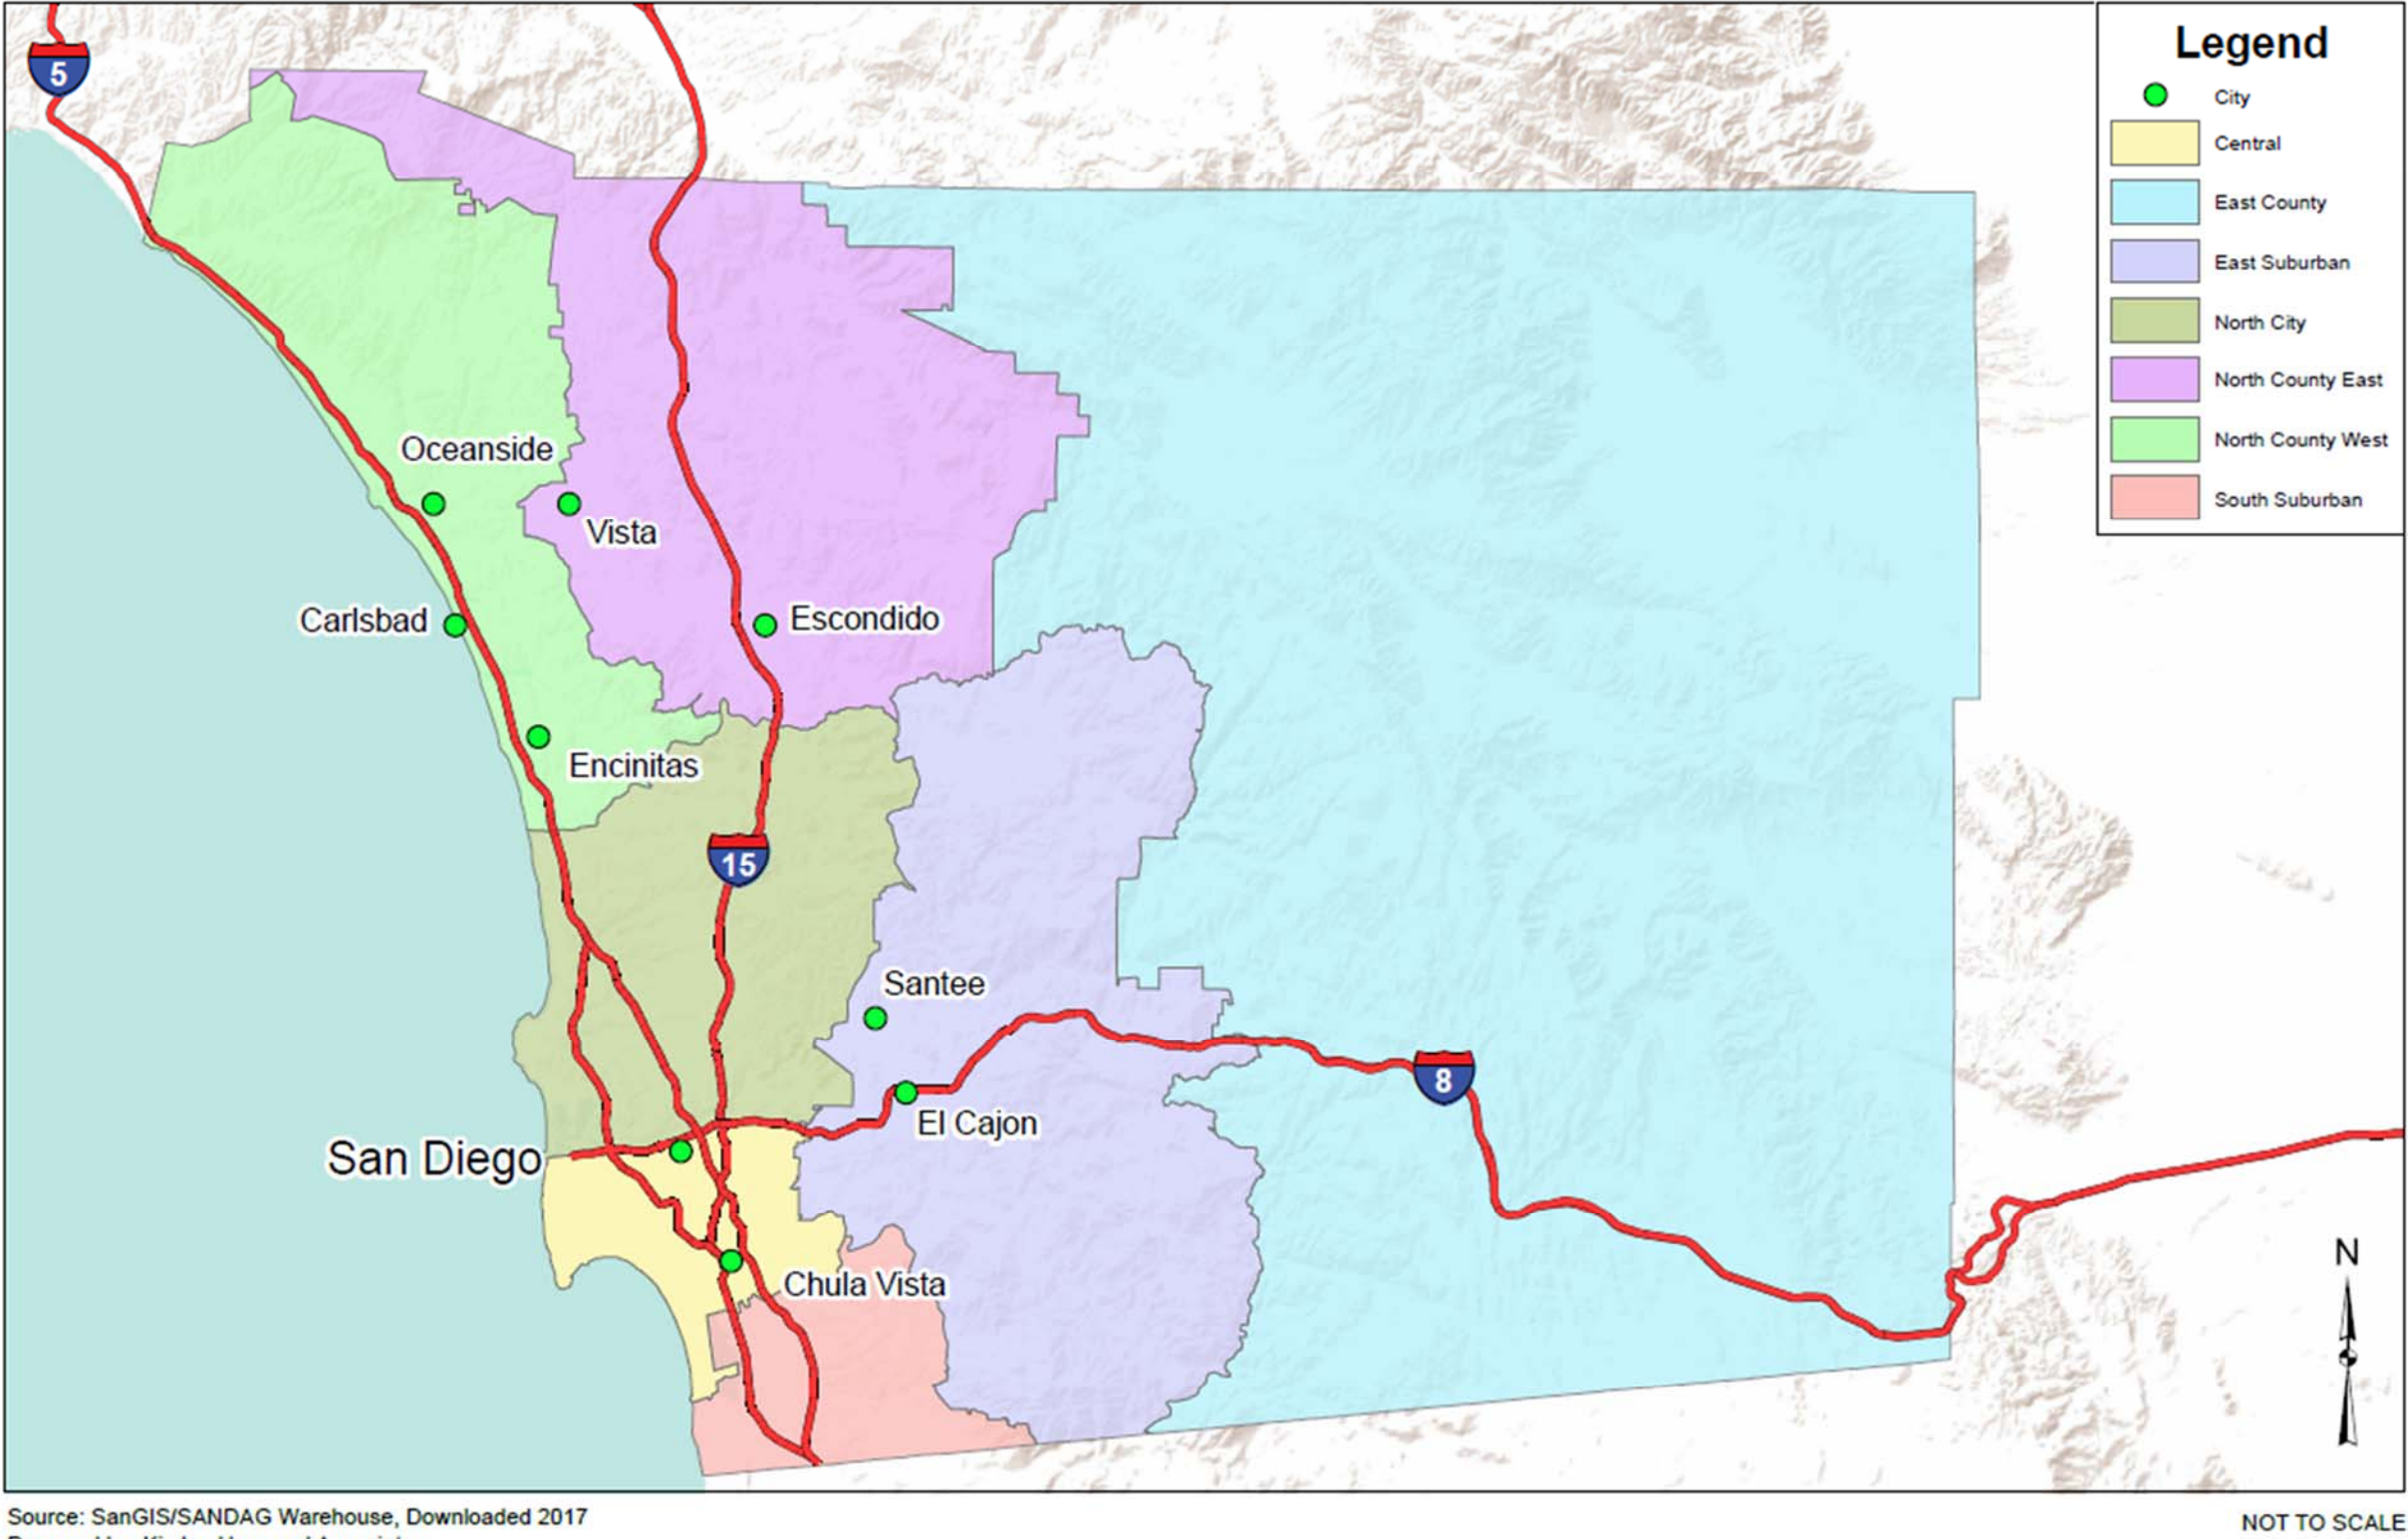 5
Legend
City
Central
East County
East Suburban
North City
North County East
North County West
South Suburban
Oceanside
Vista
Carlsbad
Escondido
Encinitas
15
Santee
8
El Cajon
San Diego
Chula Vista
N
Source: SanGIS/SANDAG Warehouse, Downloaded 2017
NOT TO SCALE